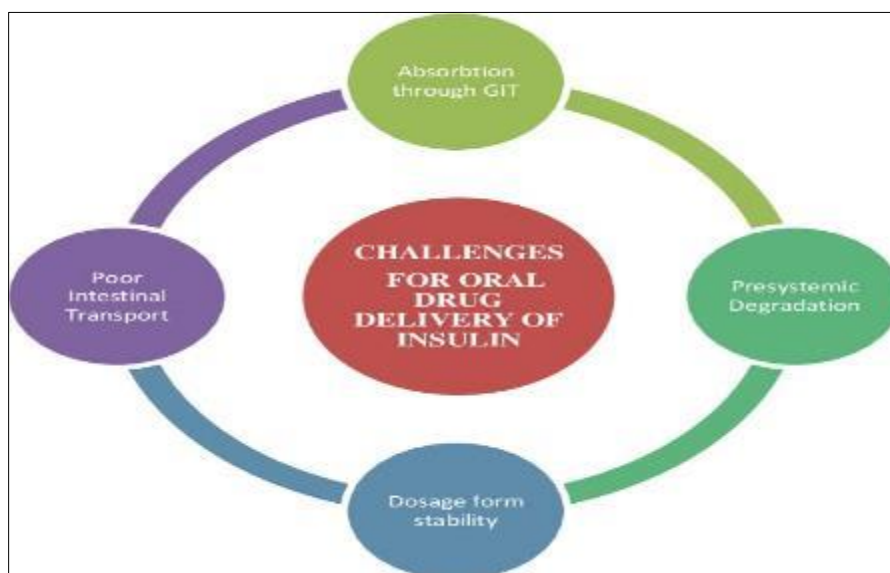 Absorbtion
through GIT
CHALLENGES
FOR ORAL
DRUG
DELIVERY OF
INSULIN
Poor
Intestinal
Transport
Presystemic
Degradation
Dosage form
stability